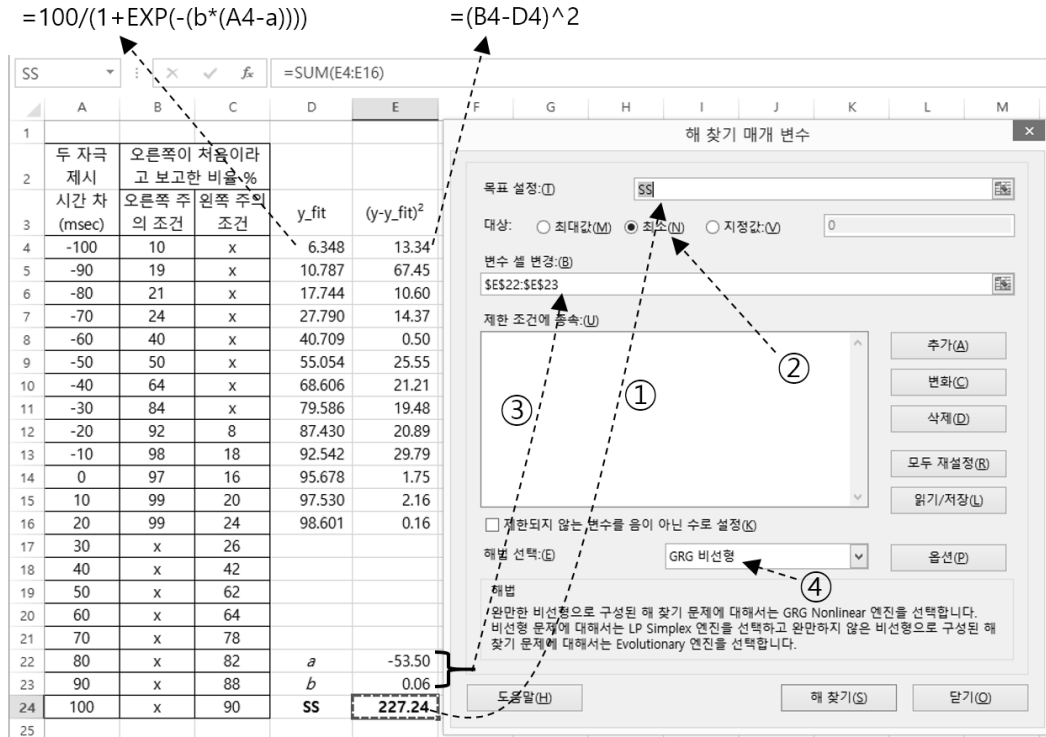 =100/(1+EXP(-(b*(A4-a))))
=(B4-D4)^2
SS
fx
=SUM(E4:E16)
A B C D E F G H I J K L M
1
2 두 자극 제시 오른쪽이 처음이라고 보고한 비율 %
3 시간 차 (msec) 오른쪽 주의 조건 왼쪽 주의 조건 y_fit (y-y_fit)²
4 -100 10 x 6.348 13.34
5 -90 19 x 10.787 67.45
6 -80 21 x 17.744 10.60
7 -70 24 x 27.790 14.37
8 -60 40 x 40.709 0.50
9 -50 50 x 55.054 25.55
10 -40 64 x 68.606 21.21
11 -30 84 x 79.586 19.48
12 -20 92 8 87.430 20.89
13 -10 98 18 92.542 29.79
14 0 97 16 95.678 1.75
15 10 99 20 97.530 2.16
16 20 99 24 98.601 0.16
17 30 x 26
18 40 x 42
19 50 x 62
20 60 x 64
21 70 x 78
22 80 x 82 a -53.50
23 90 x 88 b 0.06
24 100 x 90 SS 227.24
25
해 찾기 매개 변수
목표 설정:(T) SS
대상: 최대값(M) 최소(N) 지정값:(V) 0
변수 셀 변경:(B)
$E$22:$E$23
제한 조건에 종속:(U)
추가(A)
변화(C)
삭제(D)
모두 재설정(R)
읽기/저장(L)
①
②
③
제한되지 않는 변수를 음이 아닌 수로 설정(K)
해법 선택:(E) GRG 비선형 옵션(P)
④
해법
완만한 비선형으로 구성된 해 찾기 문제에 대해서는 GRG Nonlinear 엔진을 선택합니다.
비선형 문제에 대해서는 LP Simplex 엔진을 선택하고 완만하지 않은 비선형으로 구성된 해
찾기 문제에 대해서는 Evolutionary 엔진을 선택합니다.
도움말(H) 해 찾기(S) 닫기(O)